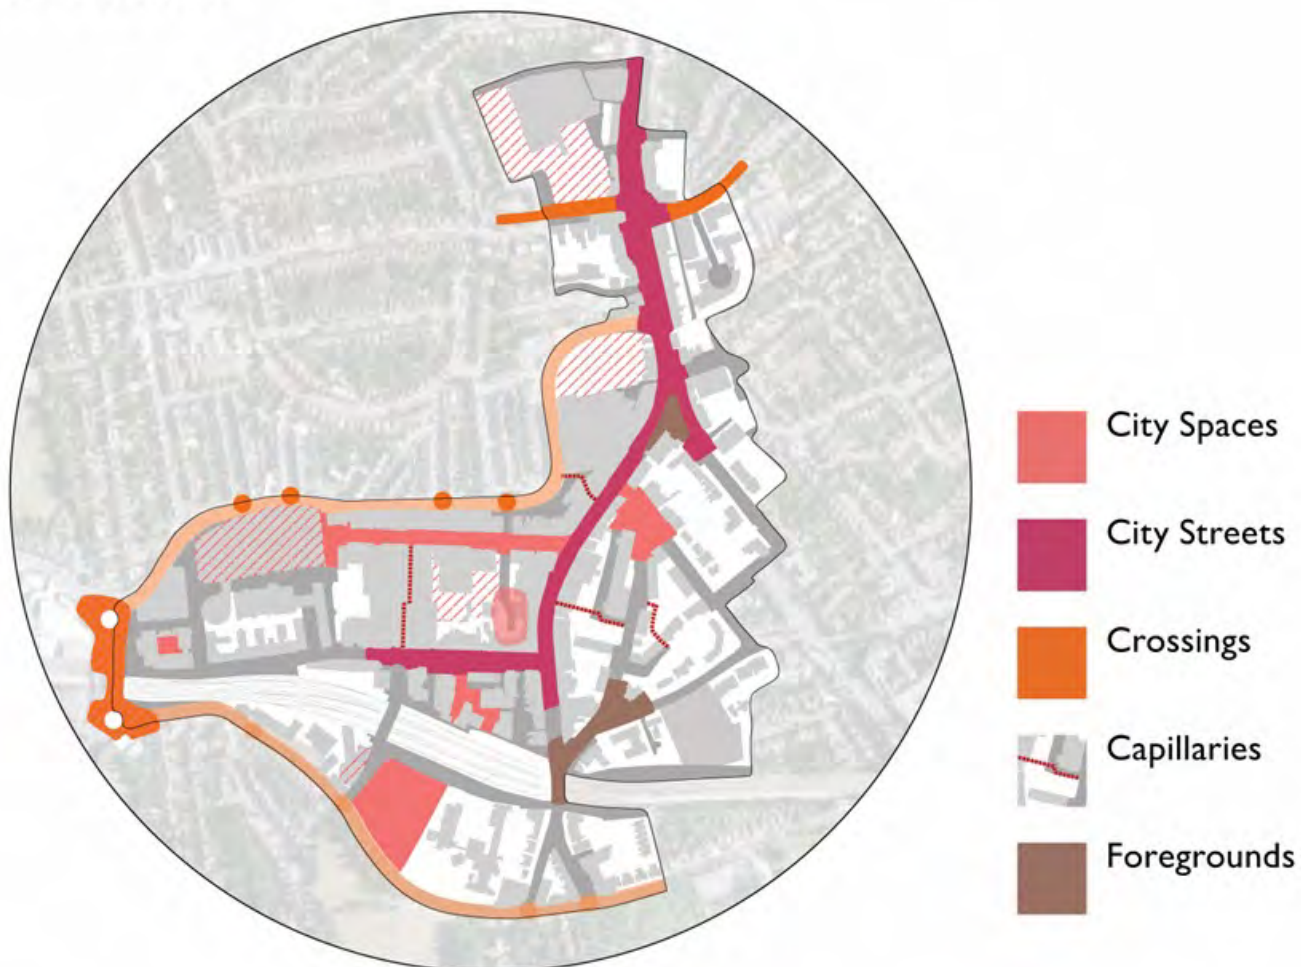 City Spaces
City Streets
Crossings
Capillaries
Foregrounds